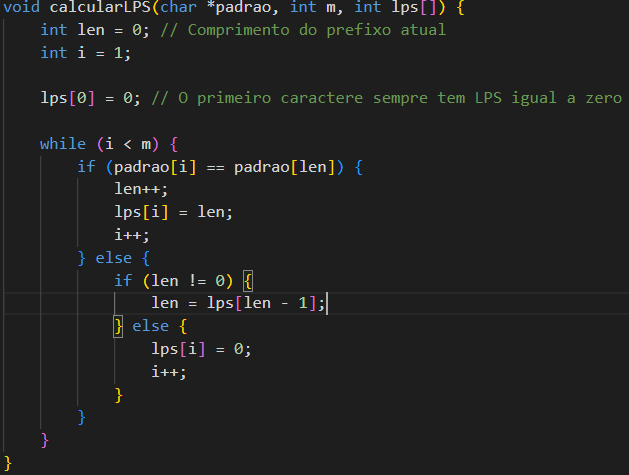 void calcularLPS(char *padrao, int m, int lps[]) {
    int len = 0; // Comprimento do prefixo atual
    int i = 1;
    lps[0] = 0; // O primeiro caractere sempre tem LPS igual a zero
    while (i < m) {
        if (padrao[i] == padrao[len]) {
            len++;
            lps[i] = len;
            i++;
        } else {
            if (len != 0) {
                len = lps[len - 1];
            } else {
                lps[i] = 0;
                i++;
            }
        }
    }
}